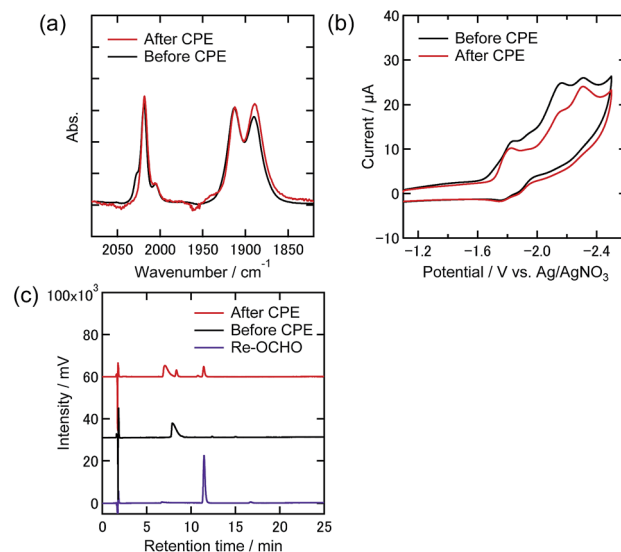 (a)
After CPE
Before CPE
Abs.
2050
2000
1950
1900
1850
Wavenumber / cm⁻¹
(b)
40
30
20
10
0
−10
Before CPE
After CPE
Current / μA
-1.2
-1.6
-2.0
-2.4
Potential / V vs. Ag/AgNO₃
(c)
100x10³
80
60
40
20
0
After CPE
Before CPE
Re-OCHO
Intensity / mV
0
5
10
15
20
25
Retention time / min